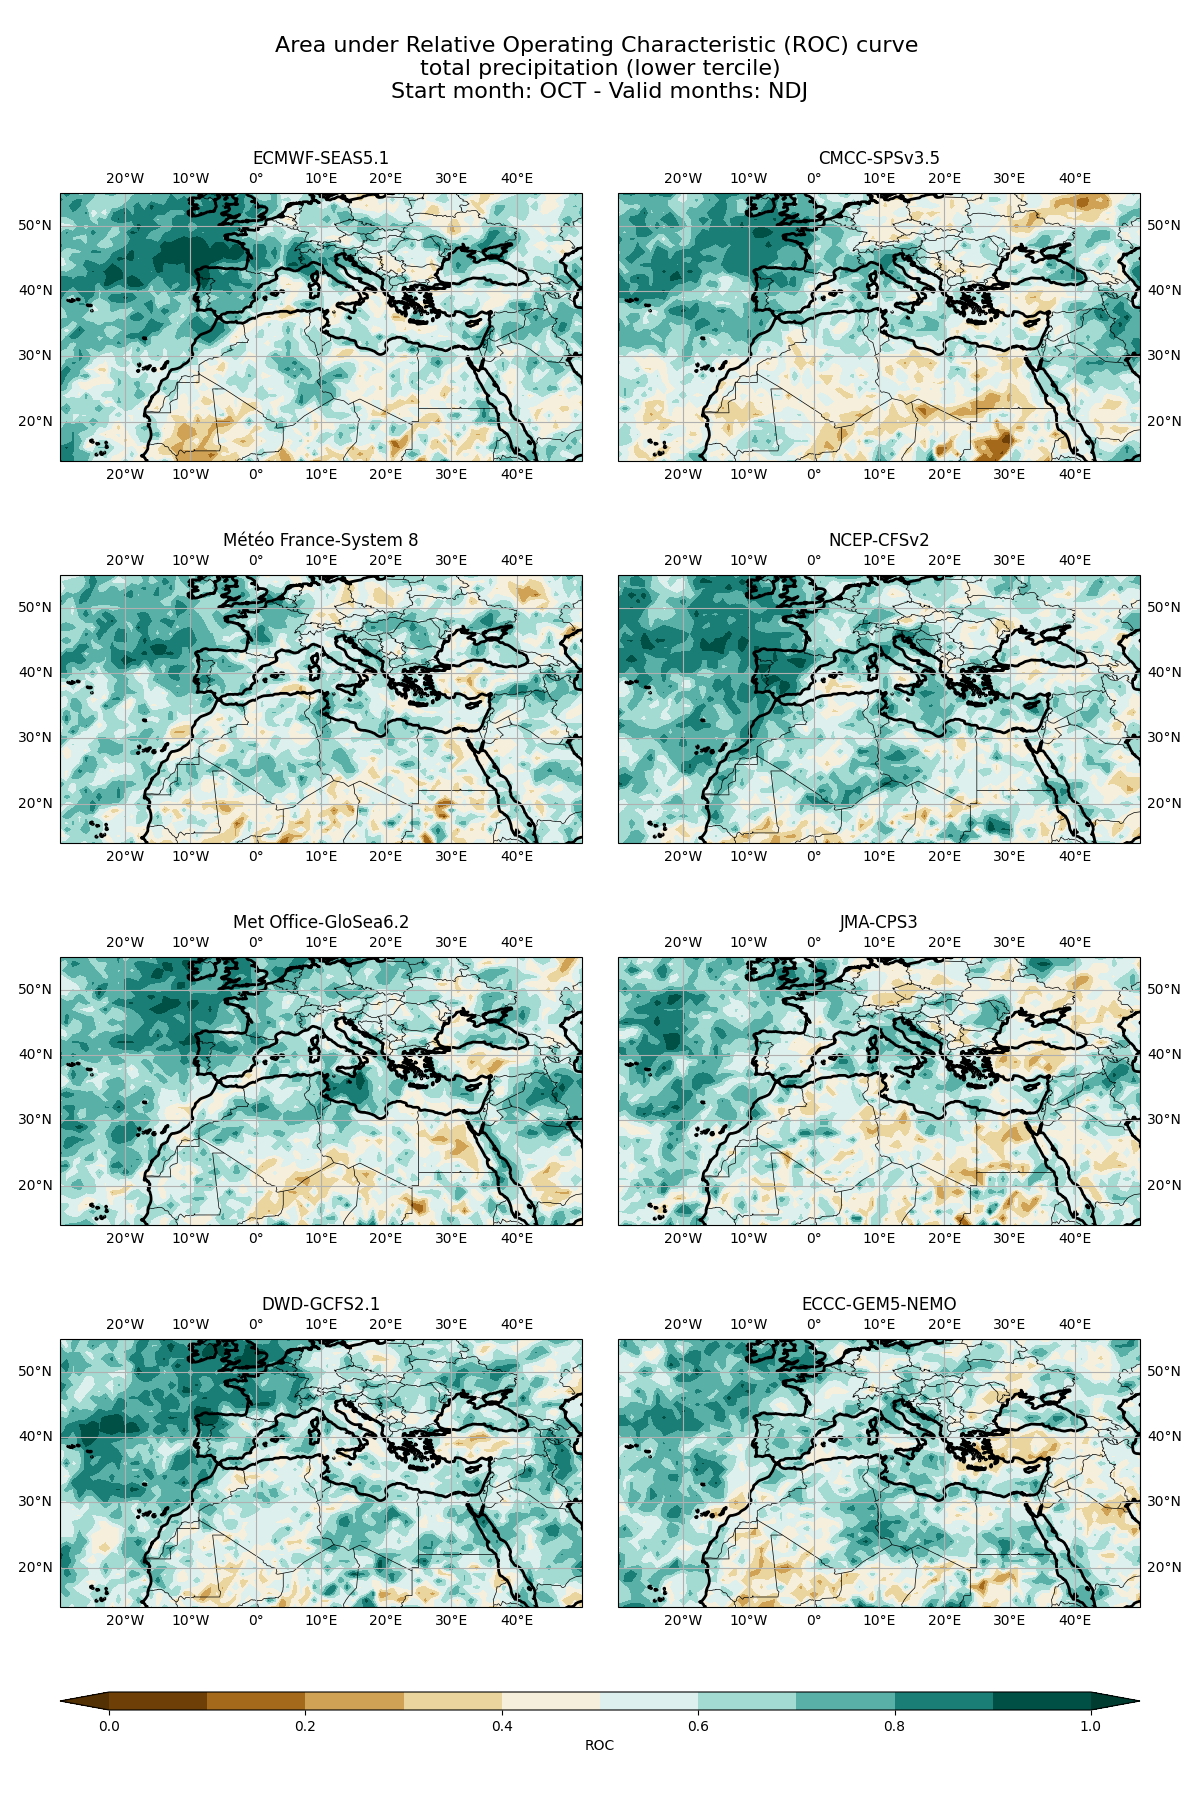 Area under Relative Operating Characteristic (ROC) curve
total precipitation (lower tercile)
Start month: OCT - Valid months: NDJ
ECMWF-SEAS5.1
20°W 10°W 0° 10°E 20°E 30°E 40°E
50°N
40°N
30°N
20°N
20°W 10°W 0° 10°E 20°E 30°E 40°E
CMCC-SPSv3.5
20°W 10°W 0° 10°E 20°E 30°E 40°E
50°N
40°N
30°N
20°N
20°W 10°W 0° 10°E 20°E 30°E 40°E
Météo France-System 8
20°W 10°W 0° 10°E 20°E 30°E 40°E
50°N
40°N
30°N
20°N
20°W 10°W 0° 10°E 20°E 30°E 40°E
NCEP-CFSv2
20°W 10°W 0° 10°E 20°E 30°E 40°E
50°N
40°N
30°N
20°N
20°W 10°W 0° 10°E 20°E 30°E 40°E
Met Office-GloSea6.2
20°W 10°W 0° 10°E 20°E 30°E 40°E
50°N
40°N
30°N
20°N
20°W 10°W 0° 10°E 20°E 30°E 40°E
JMA-CPS3
20°W 10°W 0° 10°E 20°E 30°E 40°E
50°N
40°N
30°N
20°N
20°W 10°W 0° 10°E 20°E 30°E 40°E
DWD-GCFS2.1
20°W 10°W 0° 10°E 20°E 30°E 40°E
50°N
40°N
30°N
20°N
20°W 10°W 0° 10°E 20°E 30°E 40°E
ECCC-GEM5-NEMO
20°W 10°W 0° 10°E 20°E 30°E 40°E
50°N
40°N
30°N
20°N
20°W 10°W 0° 10°E 20°E 30°E 40°E
0.0 0.2 0.4 0.6 0.8 1.0
ROC